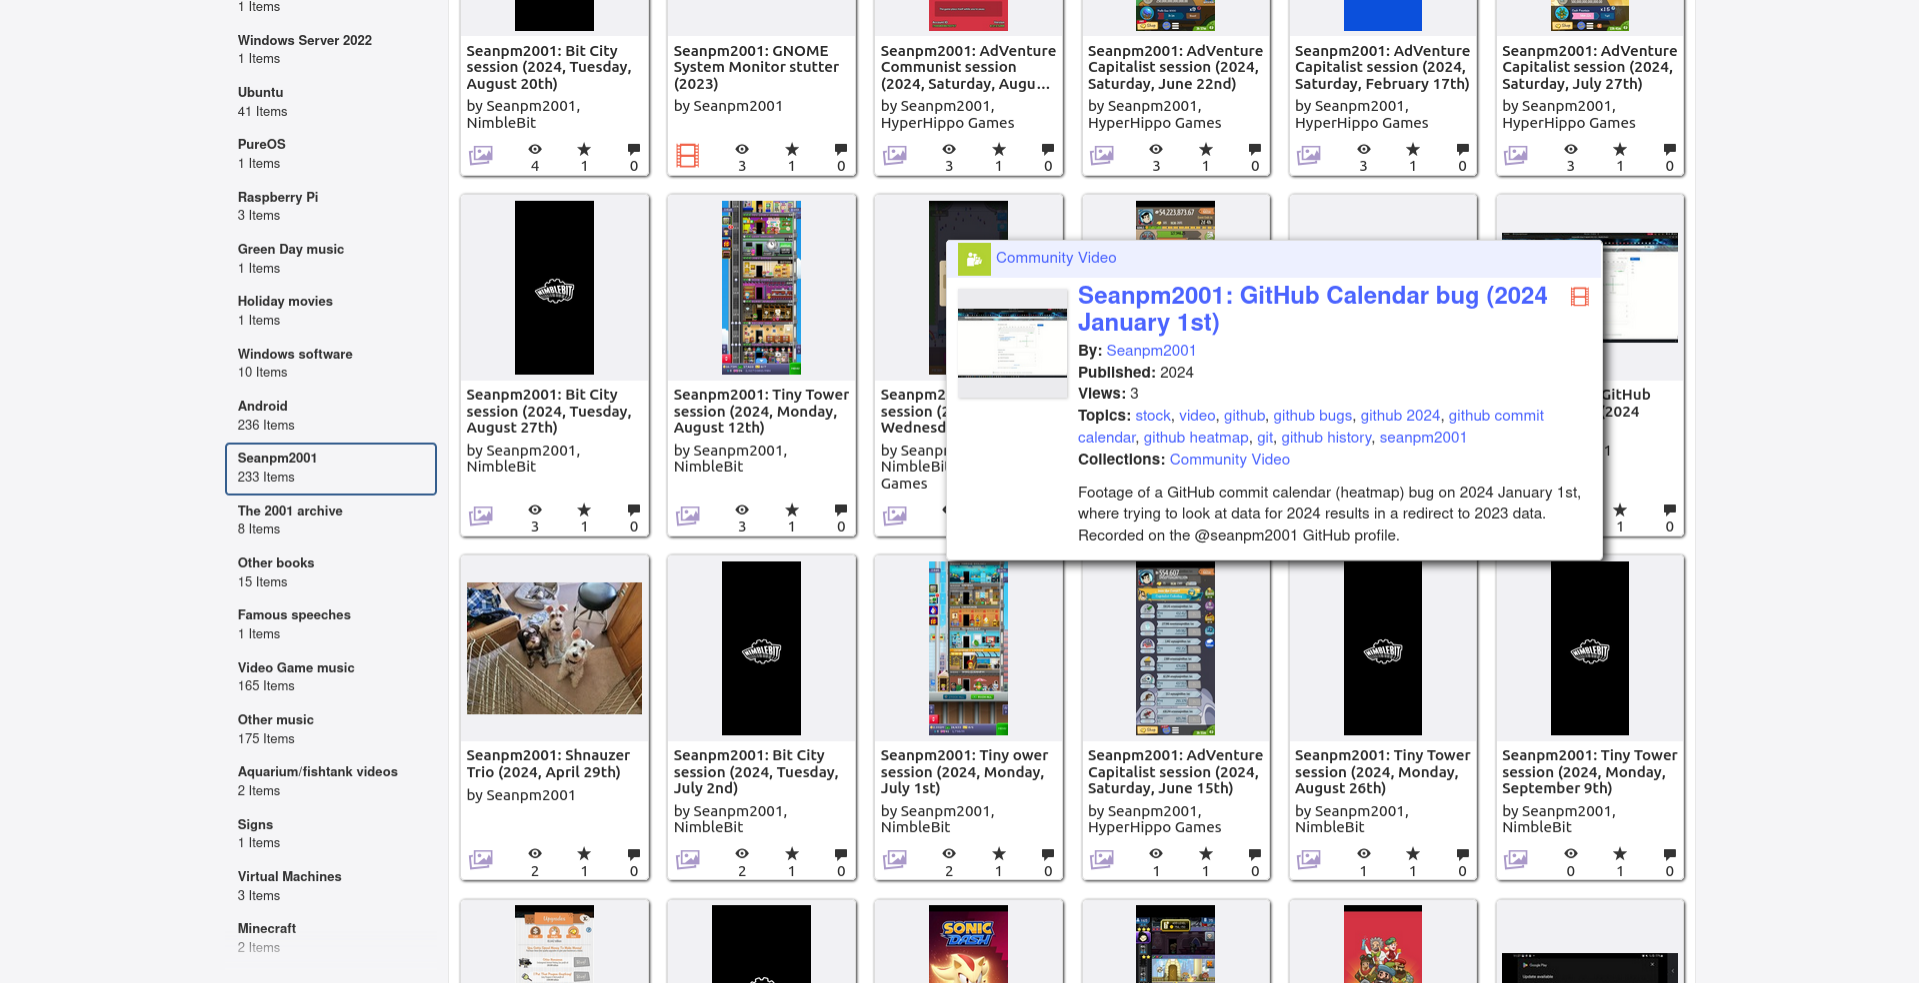 1 Items
Windows Server 2022
1 Items
Ubuntu
41 Items
PureOS
1 Items
Raspberry Pi
3 Items
Green Day music
1 Items
Holiday movies
1 Items
Windows software
10 Items
Android
236 Items
Seanpm2001
233 Items
The 2001 archive
8 Items
Other books
15 Items
Famous speeches
1 Items
Video Game music
165 Items
Other music
175 Items
Aquarium/fishtank videos
2 Items
Signs
1 Items
Virtual Machines
3 Items
Minecraft
2 Items
Seanpm2001: Bit City
session (2024, Tuesday,
August 20th)
by Seanpm2001,
NimbleBit
4 1 0
Seanpm2001: GNOME
System Monitor stutter
(2023)
by Seanpm2001
3 1 0
Seanpm2001: AdVenture
Communist session
(2024, Saturday, Augu...
by Seanpm2001,
HyperHippo Games
3 1 0
Seanpm2001: AdVenture
Capitalist session (2024,
Saturday, June 22nd)
by Seanpm2001,
HyperHippo Games
3 1 0
Seanpm2001: AdVenture
Capitalist session (2024,
Saturday, February 17th)
by Seanpm2001,
HyperHippo Games
3 1 0
Seanpm2001: AdVenture
Capitalist session (2024,
Saturday, July 27th)
by Seanpm2001,
HyperHippo Games
3 1 0
NIMBLEBIT
Seanpm2001: Bit City
session (2024, Tuesday,
August 27th)
by Seanpm2001,
NimbleBit
3 1 0
Seanpm2001: Tiny Tower
session (2024, Monday,
August 12th)
by Seanpm2001,
NimbleBit
3 1 0
Seanpm2
session (2
Wednesd
by Seanp
NimbleBi
Games
Community Video
Seanpm2001: GitHub Calendar bug (2024
January 1st)
By: Seanpm2001
Published: 2024
Views: 3
Topics: stock, video, github, github bugs, github 2024, github commit
calendar, github heatmap, git, github history, seanpm2001
Collections: Community Video
Footage of a GitHub commit calendar (heatmap) bug on 2024 January 1st,
where trying to look at data for 2024 results in a redirect to 2023 data.
Recorded on the @seanpm2001 GitHub profile.
GitHub
(2024
1
1 0
Seanpm2001: Shnauzer
Trio (2024, April 29th)
by Seanpm2001
2 1 0
NIMBLEBIT
Seanpm2001: Bit City
session (2024, Tuesday,
July 2nd)
by Seanpm2001,
NimbleBit
2 1 0
Seanpm2001: Tiny ower
session (2024, Monday,
July 1st)
by Seanpm2001,
NimbleBit
2 1 0
Seanpm2001: AdVenture
Capitalist session (2024,
Saturday, June 15th)
by Seanpm2001,
HyperHippo Games
1 1 0
NIMBLEBIT
Seanpm2001: Tiny Tower
session (2024, Monday,
August 26th)
by Seanpm2001,
NimbleBit
1 1 0
NIMBLEBIT
Seanpm2001: Tiny Tower
session (2024, Monday,
September 9th)
by Seanpm2001,
NimbleBit
0 1 0
Upgrades
SONIC
DASH
Google Play
Update available